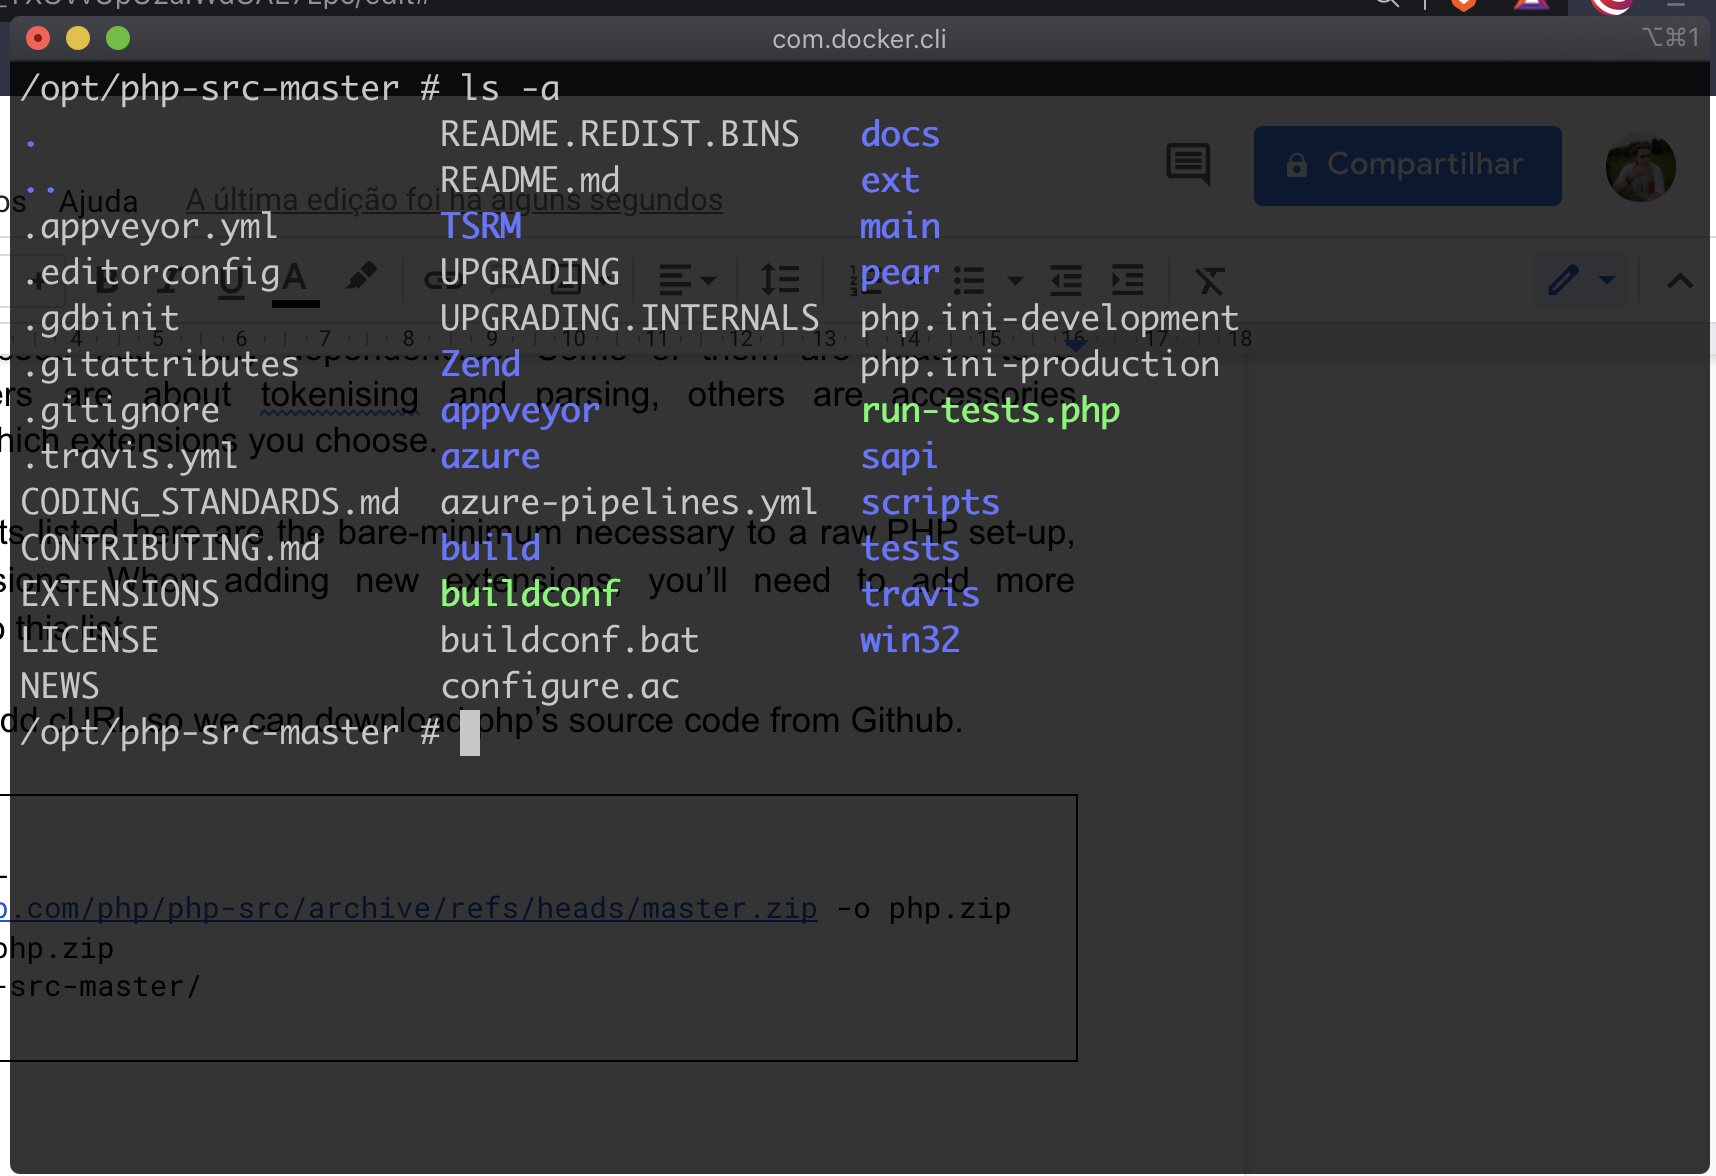 com.docker.cli
⌥⌘1
/opt/php-src-master # ls -a
. README.REDIST.BINS docs
.. README.md ext
.appveyor.yml TSRM main
.editorconfig UPGRADING pear
.gdbinit UPGRADING.INTERNALS php.ini-development
.gitattributes Zend php.ini-production
.gitignore appveyor run-tests.php
.travis.yml azure sapi
CODING_STANDARDS.md azure-pipelines.yml scripts
CONTRIBUTING.md build tests
EXTENSIONS buildconf travis
LICENSE buildconf.bat win32
NEWS configure.ac
/opt/php-src-master #
Compartilhar
os Ajuda A última edição foi há alguns segundos
4 5 6 7 8 9 10 11 12 13 14 15 16 17 18
Some of them are
ers are about tokenising and parsing, others are accessories
hich extensions you choose.
ts listed here are the bare-minimum necessary to a raw PHP set-up,
sions. When adding new extensions, you’ll need to add more
o this list
dd cURL so we can download php’s source code from Github.
b.com/php/php-src/archive/refs/heads/master.zip -o php.zip
php.zip
-src-master/